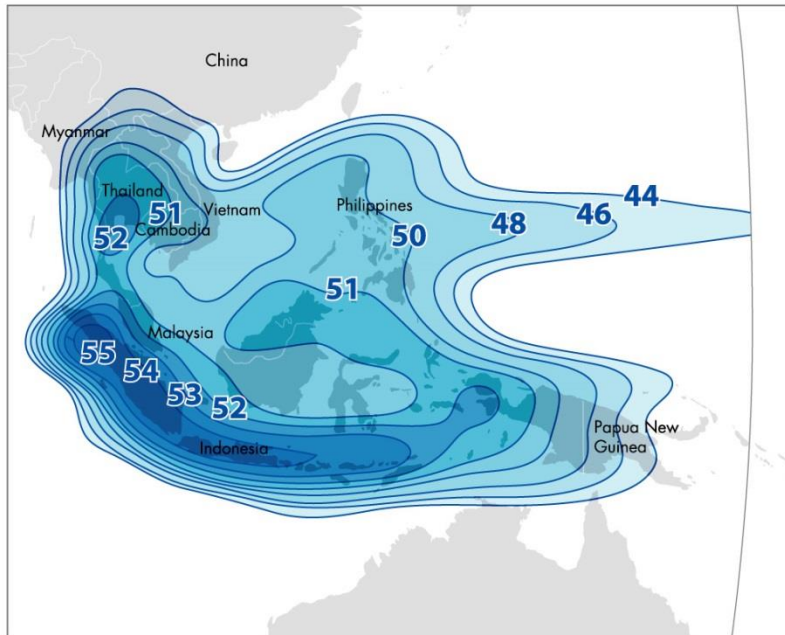 China
Myanmar
Thailand
51
Vietnam
Philippines
44
46
48
52
Cambodia
50
51
Malaysia
55
54
53
52
Papua New
Guinea
Indonesia